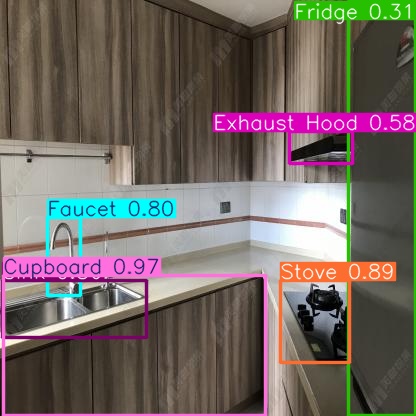 Fridge 0.31
Exhaust Hood 0.58
Faucet 0.80
Cupboard 0.97
Stove 0.89